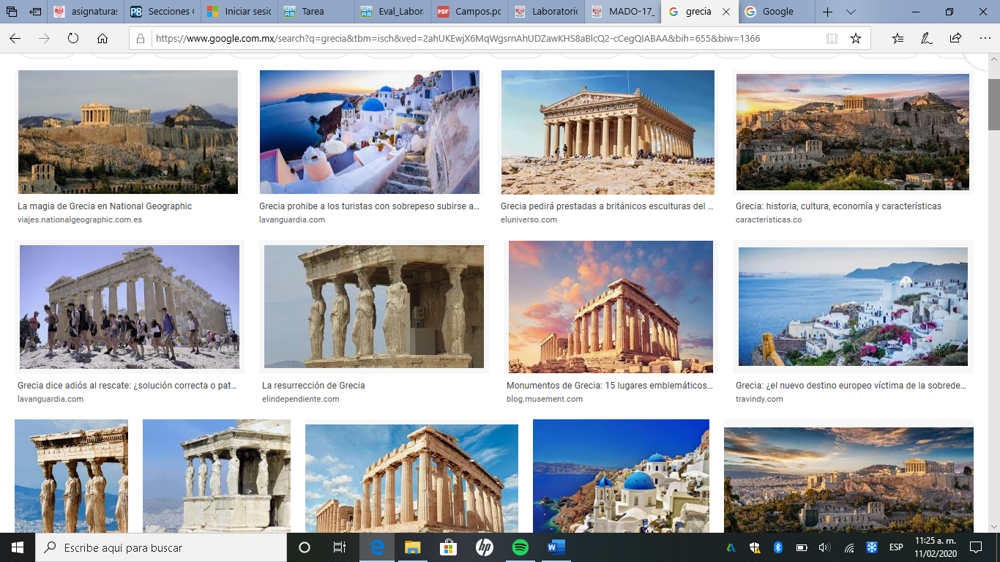 asignaturas
Secciones
Iniciar sesi
Tarea
Eval_Labor
Campos.pd
Laboratorio
MADO-17_
grecia
Google
https://www.google.com.mx/search?q=grecia&tbm=isch&ved=2ahUKEwjX6MqWgsrnAhUDZawKHS8aBlcQ2-cCegQIABAA&bih=655&biw=1366
La magia de Grecia en National Geographic
viajes.nationalgeographic.com.es
Grecia prohibe a los turistas con sobrepeso subirse a...
lavanguardia.com
Grecia pedirá prestadas a británicos esculturas del ...
eluniverso.com
Grecia: historia, cultura, economía y características
caracteristicas.co
Grecia dice adiós al rescate: ¿solución correcta o pat...
lavanguardia.com
La resurrección de Grecia
elindependiente.com
Monumentos de Grecia: 15 lugares emblemáticos...
blog.musement.com
Grecia: ¿el nuevo destino europeo víctima de la sobrede...
travindy.com
Escribe aquí para buscar
ESP
11:25 a. m.
11/02/2020